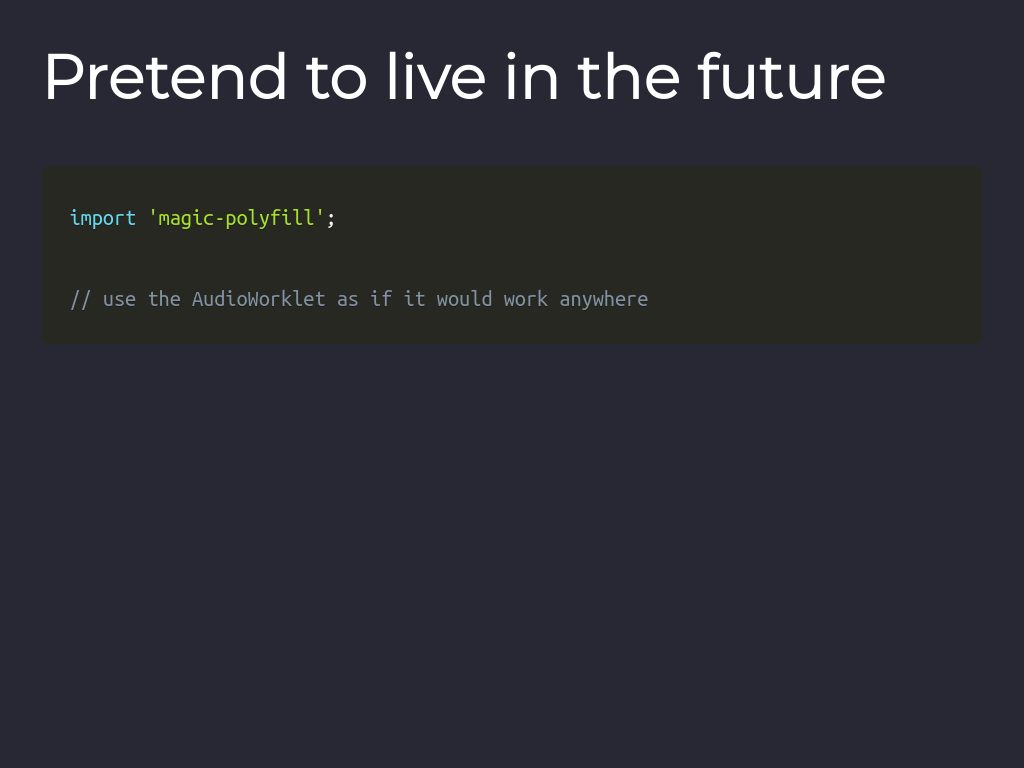 Pretend to live in the future
import 'magic-polyfill';
// use the AudioWorklet as if it would work anywhere